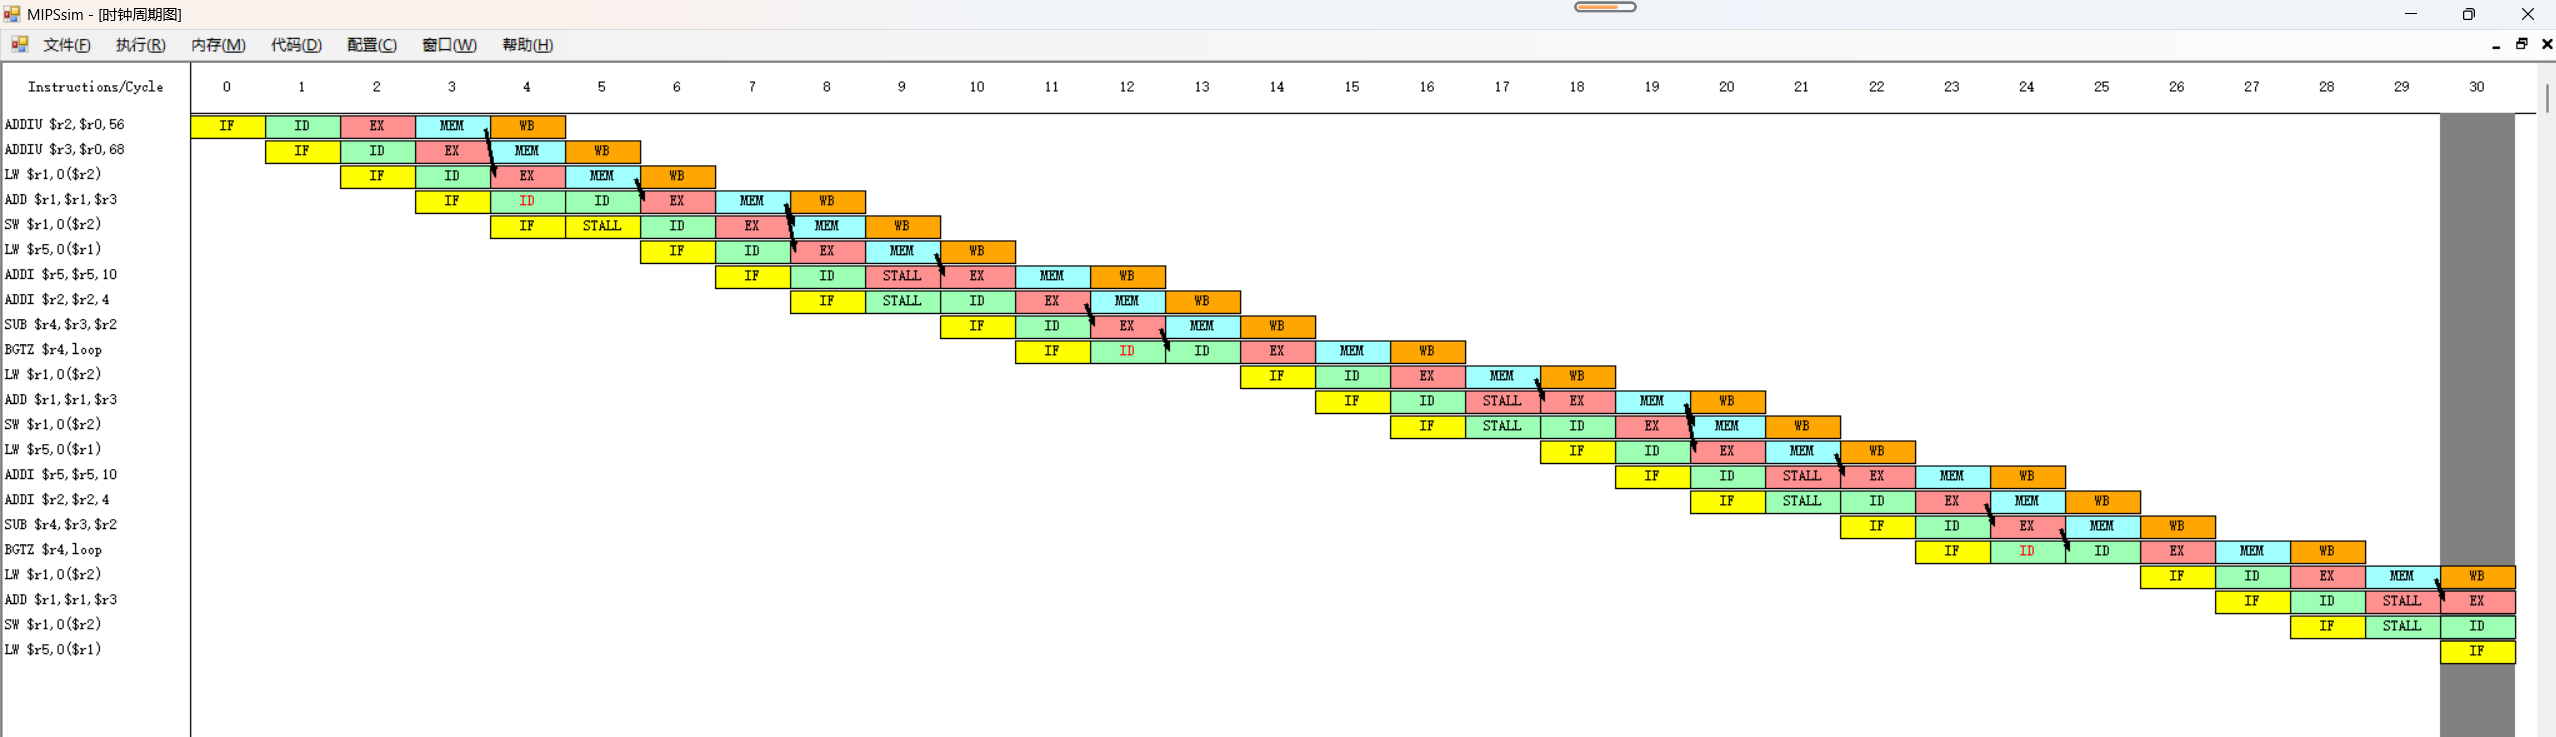 MIPSsim - [时钟周期图]
文件(F) 执行(R) 内存(M) 代码(D) 配置(C) 窗口(W) 帮助(H)
Instructions/Cycle 0 1 2 3 4 5 6 7 8 9 10 11 12 13 14 15 16 17 18 19 20 21 22 23 24 25 26 27 28 29 30
ADDIU $r2,$r0,56 IF ID EX MEM WB
ADDIU $r3,$r0,68 IF ID EX MEM WB
LW $r1,0($r2) IF ID EX MEM WB
ADD $r1,$r1,$r3 IF ID ID EX MEM WB
SW $r1,0($r2) IF STALL ID EX MEM WB
LW $r5,0($r1) IF ID EX MEM WB
ADDI $r5,$r5,10 IF ID STALL EX MEM WB
ADDI $r2,$r2,4 IF STALL ID EX MEM WB
SUB $r4,$r3,$r2 IF ID EX MEM WB
BGTZ $r4,loop IF ID ID EX MEM WB
LW $r1,0($r2) IF ID EX MEM WB
ADD $r1,$r1,$r3 IF ID STALL EX MEM WB
SW $r1,0($r2) IF STALL ID EX MEM WB
LW $r5,0($r1) IF ID EX MEM WB
ADDI $r5,$r5,10 IF ID STALL EX MEM WB
ADDI $r2,$r2,4 IF STALL ID EX MEM WB
SUB $r4,$r3,$r2 IF ID EX MEM WB
BGTZ $r4,loop IF ID ID EX MEM WB
LW $r1,0($r2) IF ID EX MEM WB
ADD $r1,$r1,$r3 IF ID STALL EX
SW $r1,0($r2) IF STALL ID
LW $r5,0($r1) IF